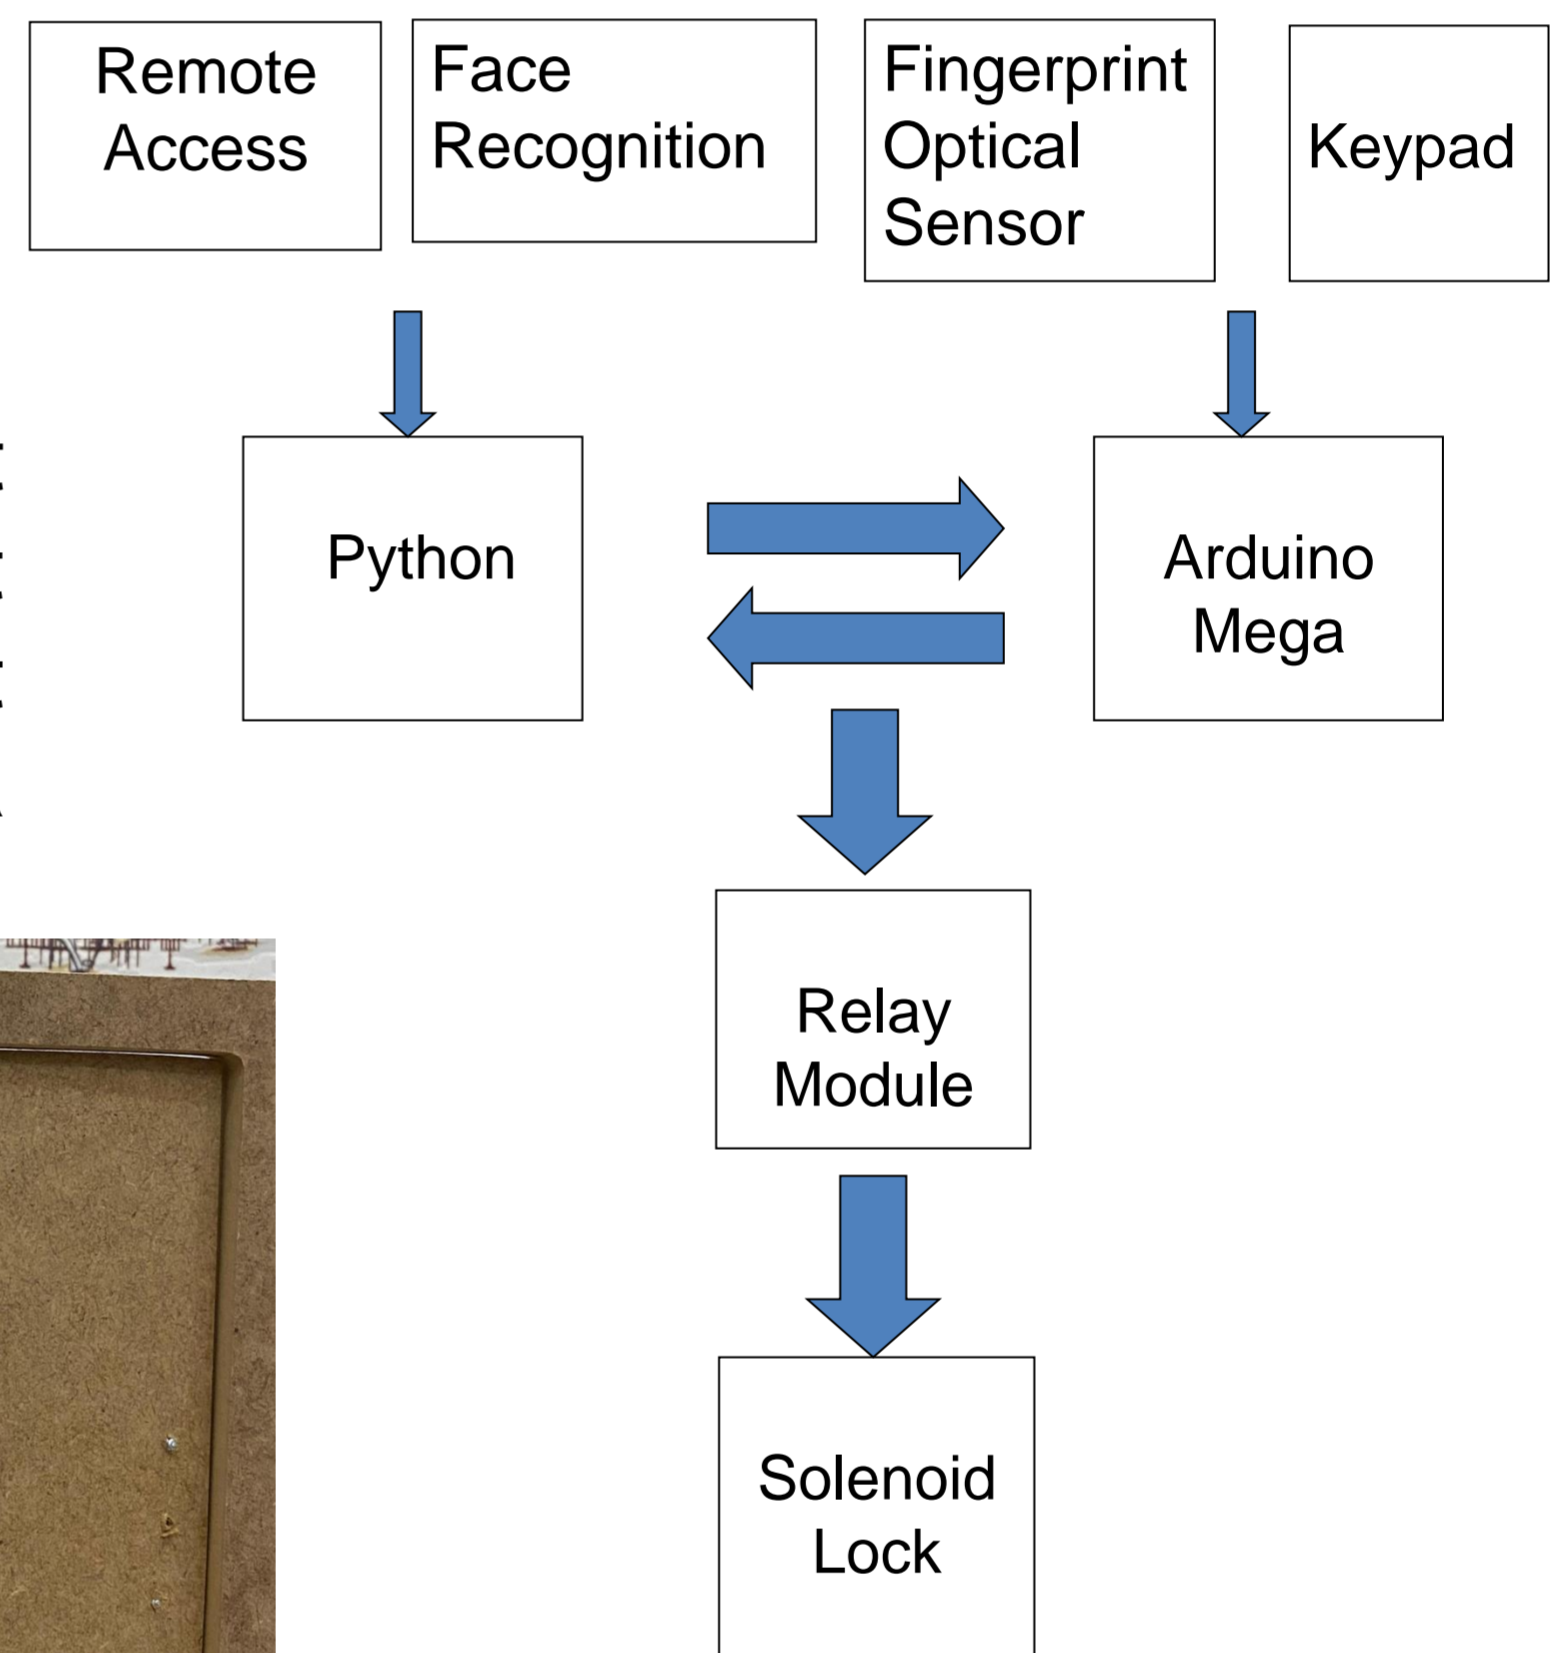 Remote
Access
Face
Recognition
Fingerprint
Optical
Sensor
Keypad
Python
Arduino
Mega
Relay
Module
Solenoid
Lock